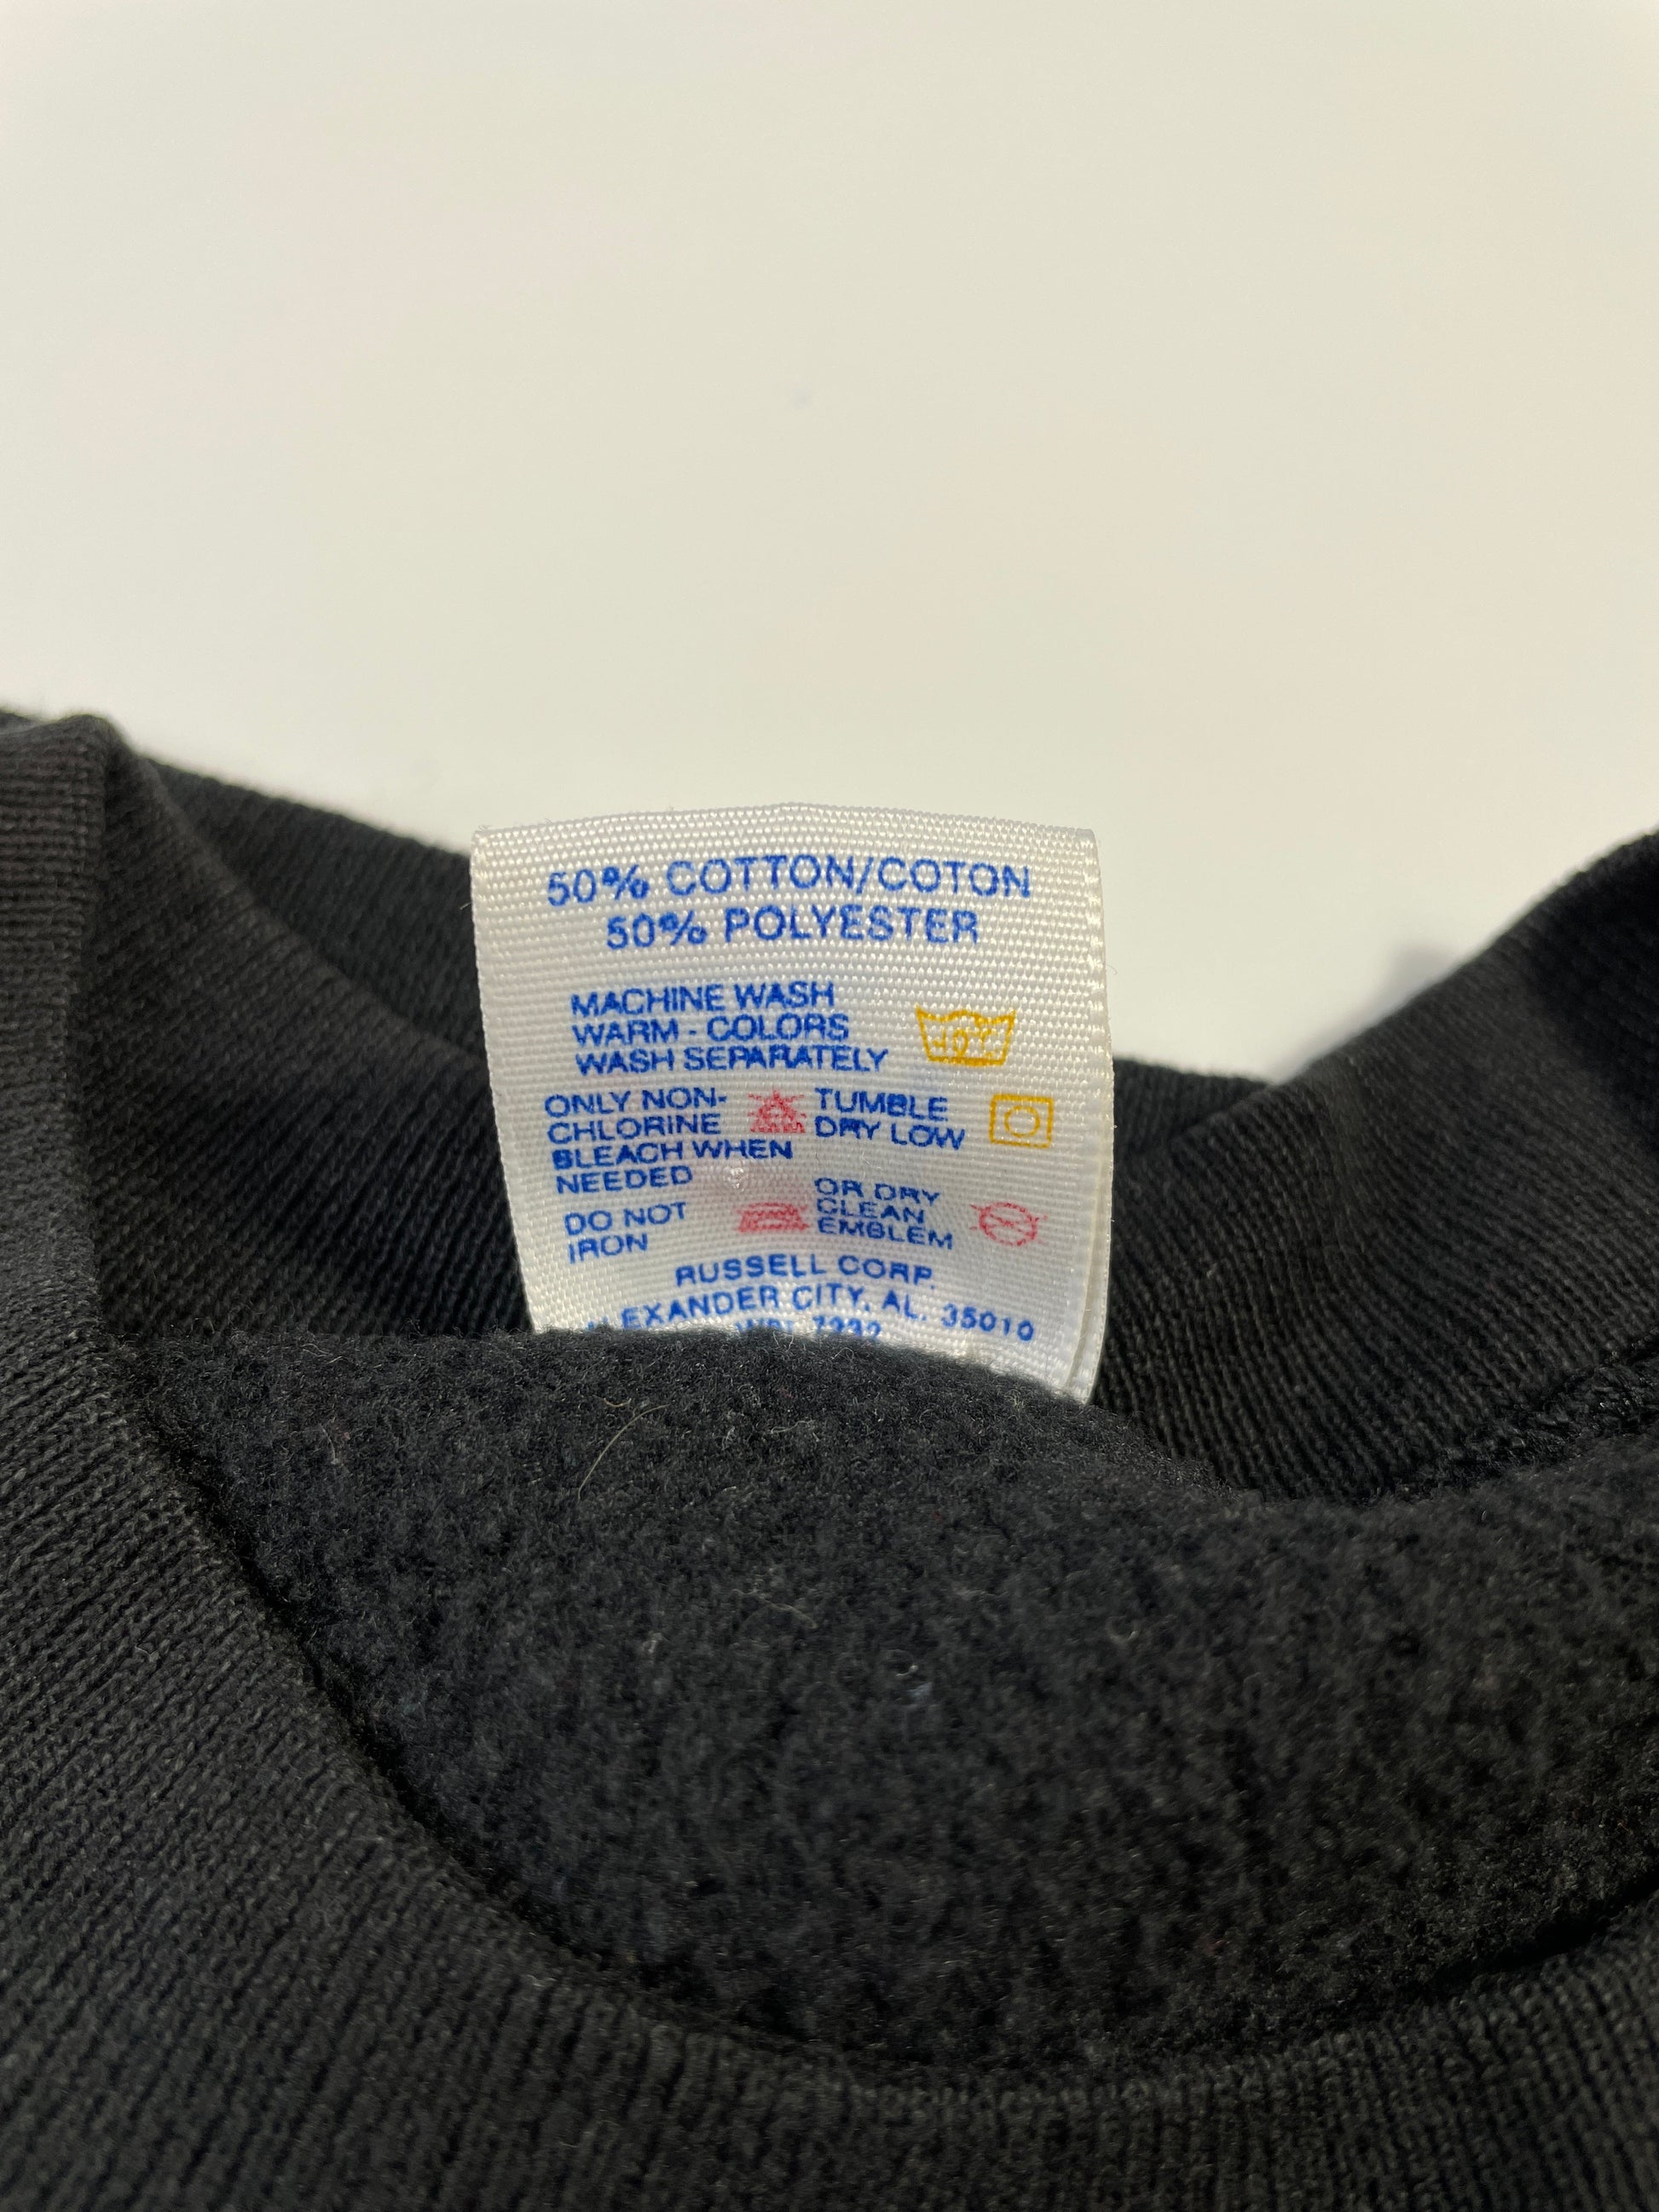 50% COTTON/COTON
50% POLYESTER
MACHINE WASH
WARM - COLORS
WASH SEPARATELY
ONLY NON-
CHLORINE
BLEACH WHEN
NEEDED
TUMBLE
DRY LOW
DO NOT
IRON
OR DRY
CLEAN
EMBLEM
RUSSELL CORP.
ALEXANDER CITY, AL. 35010